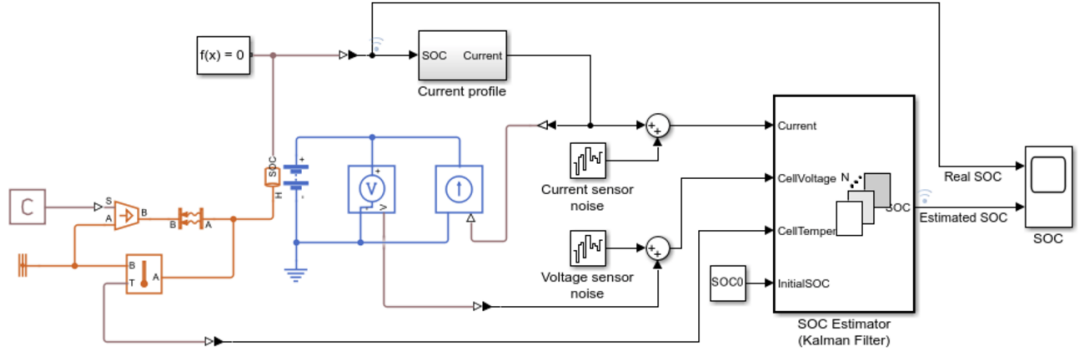 f(x) = 0
SOC
Current
Current profile
SOC
+
-
H
C
S
A
B
B
A
B
T
A
V
+
-
V
+
+
Current sensor
noise
+
+
Voltage sensor
noise
SOC0
Current
CellVoltage
CellTemper
InitialSOC
N
SOC
SOC Estimator
(Kalman Filter)
Real SOC
Estimated SOC
SOC